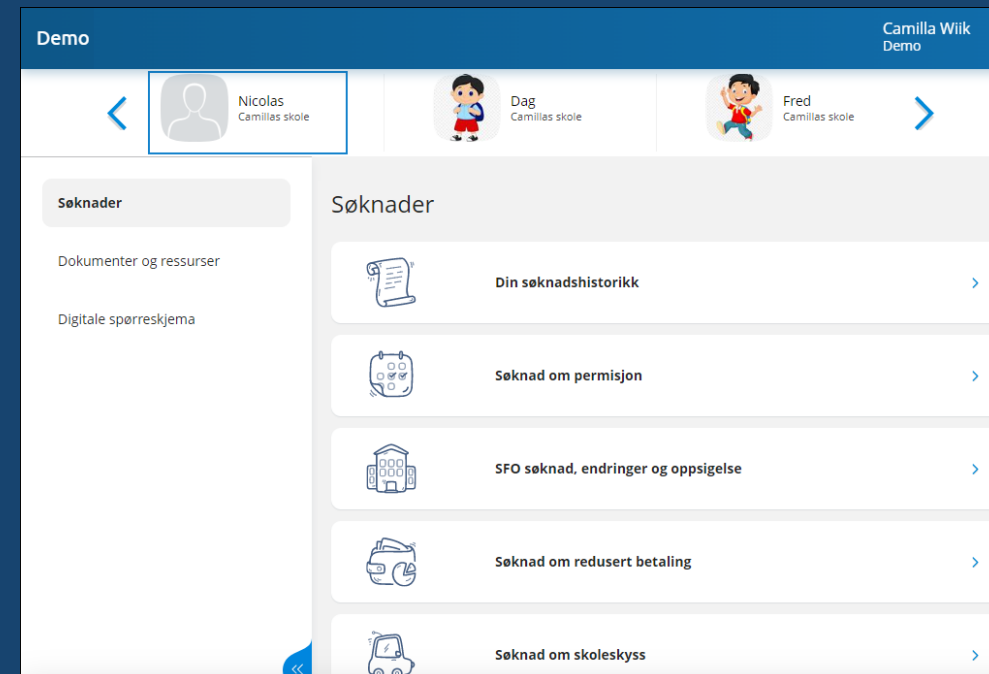 Demo
Camilla Wiik
Demo
Nicolas
Camillas skole
Dag
Camillas skole
Fred
Camillas skole
Søknader
Dokumenter og ressurser
Digitale spørreskjema
Søknader
Din søknadshistorikk
Søknad om permisjon
SFO søknad, endringer og oppsigelse
Søknad om redusert betaling
Søknad om skoleskyss